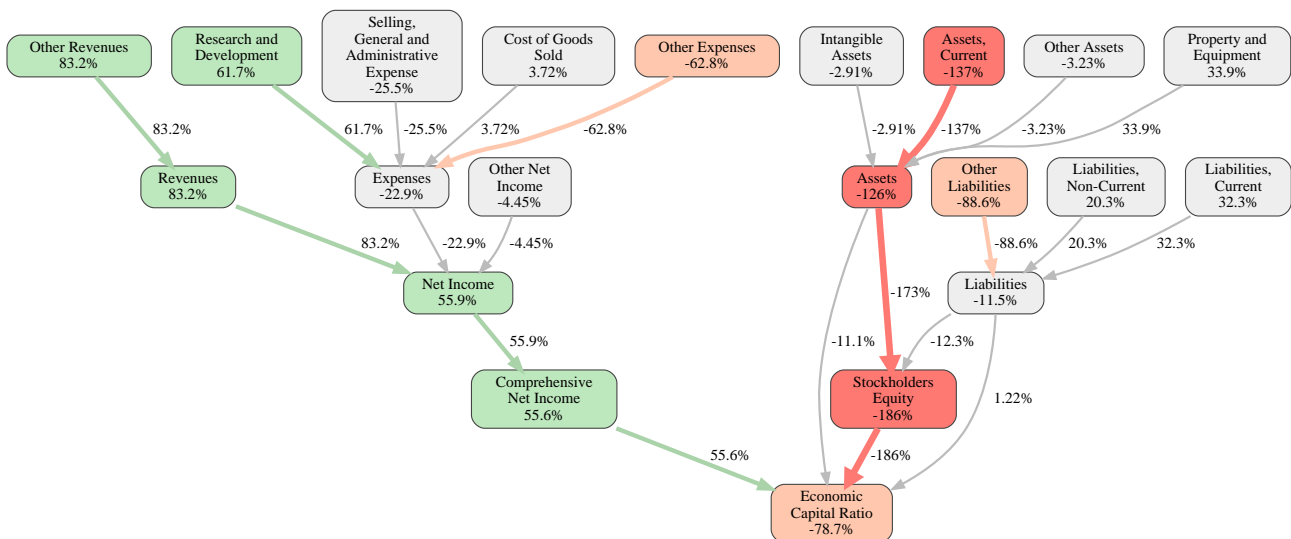 Other Revenues
83.2%
Research and
Development
61.7%
Selling,
General and
Administrative
Expense
-25.5%
Cost of Goods
Sold
3.72%
Other Expenses
-62.8%
Intangible
Assets
-2.91%
Assets,
Current
-137%
Other Assets
-3.23%
Property and
Equipment
33.9%
83.2%
61.7%
-25.5%
3.72%
-62.8%
-2.91%
-137%
-3.23%
33.9%
Revenues
83.2%
Expenses
-22.9%
Other Net
Income
-4.45%
Assets
-126%
Other
Liabilities
-88.6%
Liabilities,
Non-Current
20.3%
Liabilities,
Current
32.3%
83.2%
-22.9%
-4.45%
-88.6%
20.3%
32.3%
Net Income
55.9%
-173%
Liabilities
-11.5%
55.9%
-11.1%
-12.3%
Comprehensive
Net Income
55.6%
Stockholders
Equity
-186%
1.22%
55.6%
-186%
Economic
Capital Ratio
-78.7%